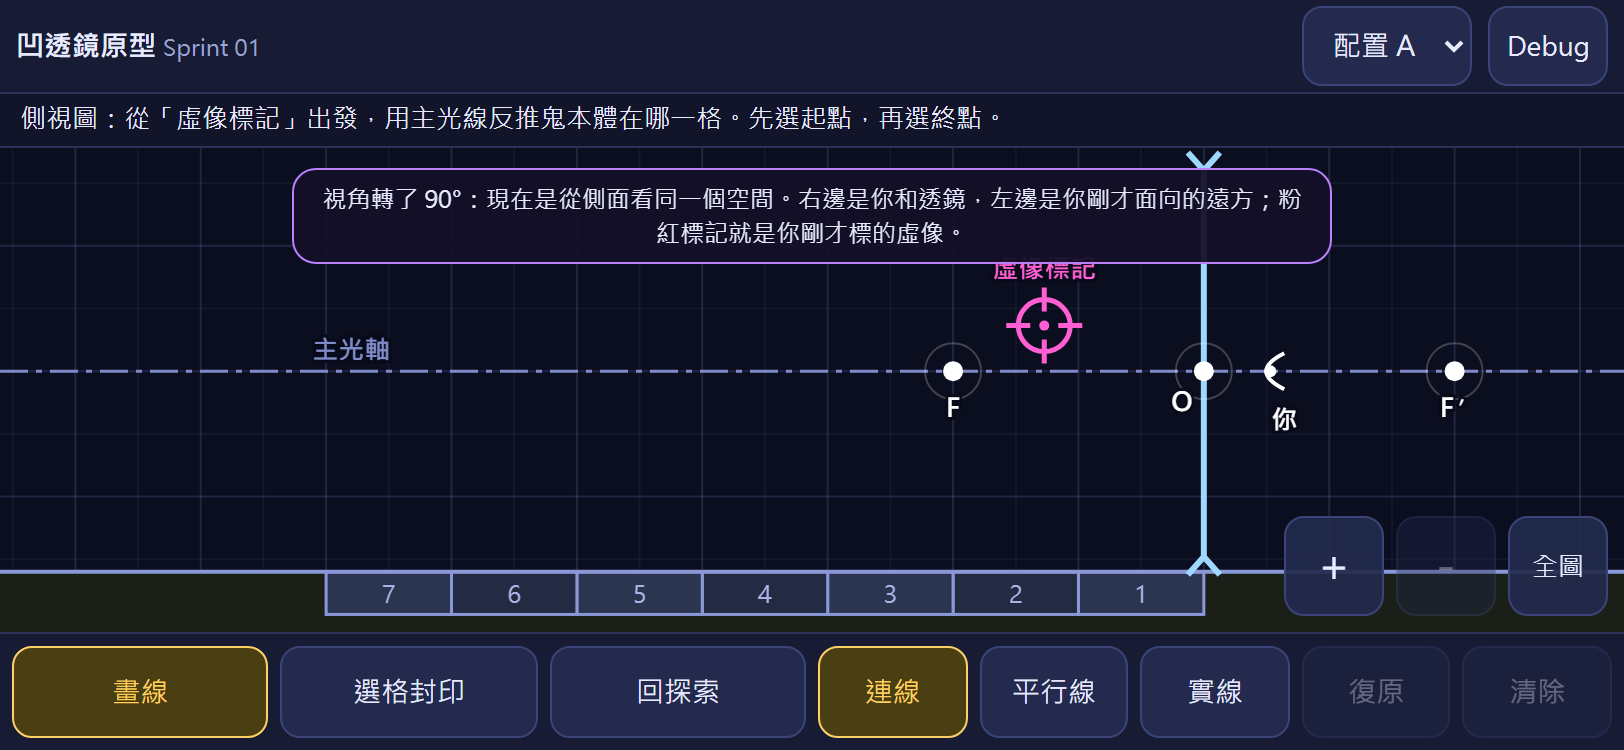 凹透鏡原型 Sprint 01
配置 A
Debug
側視圖：從「虛像標記」出發，用主光線反推鬼本體在哪一格。先選起點，再選終點。
視角轉了 90°：現在是從側面看同一個空間。右邊是你和透鏡，左邊是你剛才面向的遠方；粉
紅標記就是你剛才標的虛像。
虛像標記
主光軸
F
O
你
F′
+
-
全圖
7
6
5
4
3
2
1
畫線
選格封印
回探索
連線
平行線
實線
復原
清除